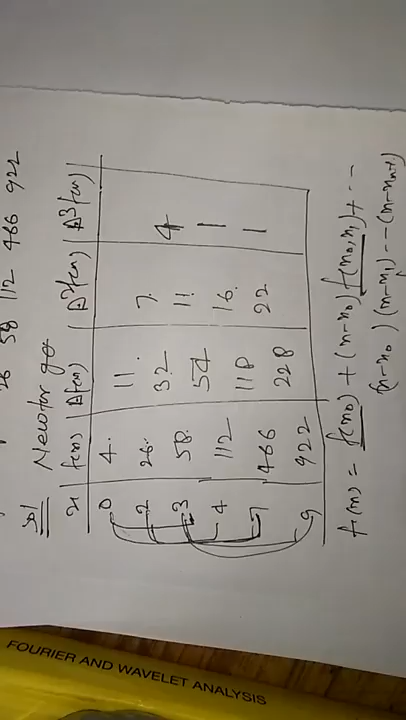 26 58 112 466 922
sol Newton
x f(x) Δf(x) Δ²f(x) Δ³f(x)
0 4.
11.
2 26. 7.
32 4
3 58. 11
54 1
4 112 16.
118 1
7 466 22
228
9 922
f(x) = f(x0) + (x-x0) f(x0,x1) + ...
(x-x0) (x-x1) --- (x-xn+1)
FOURIER AND WAVELET ANALYSIS